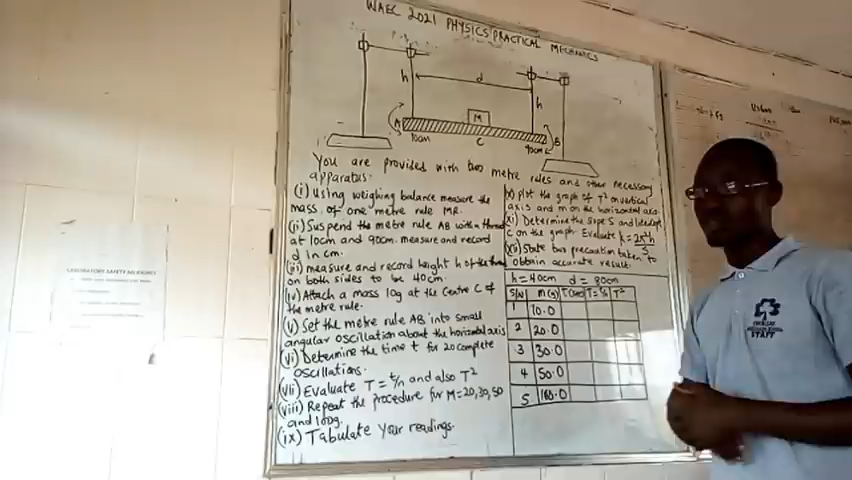 WAEC 2021 PHYSICS PRACTICAL MECHANICS
h
d
h
A
M
B
10cm
C
90cm
You are provided with two metre rules and other necessary
apparatus.
(i) Using weighing balance measure the
mass of one metre rule MR.
(ii) Suspend the metre rule AB with a thread
at 10cm and 90cm. measure and record
d in cm.
(iii) measure and record height h of the thread
on both sides to be 40cm.
(iv) Attach a mass 10g at the Centre C of
the metre rule.
(v) Set the metre rule AB into small
angular oscillation about the horizontal axis
(vi) Determine the time t for 20 complete
oscillations.
(vii) Evaluate T = t/n and also T²
(viii) Repeat the procedure for M=20,30,50
and 100g.
(ix) Tabulate your readings.
(x) Plot the graph of T² on vertical
axis and m on the horizontal axis
(xi) Determine the slope S and intercept
C on the graph. Evaluate k = 2π²h/S
(xii) State two precaution taken to
obtain accurate result.
h = 40cm d = 80cm
S/N M(g) T(sec) T=t/n T²
1 10.0
2 20.0
3 30.0
4 50.0
5 100.0
LABORATORY SAFETY MEASURES
STAFF